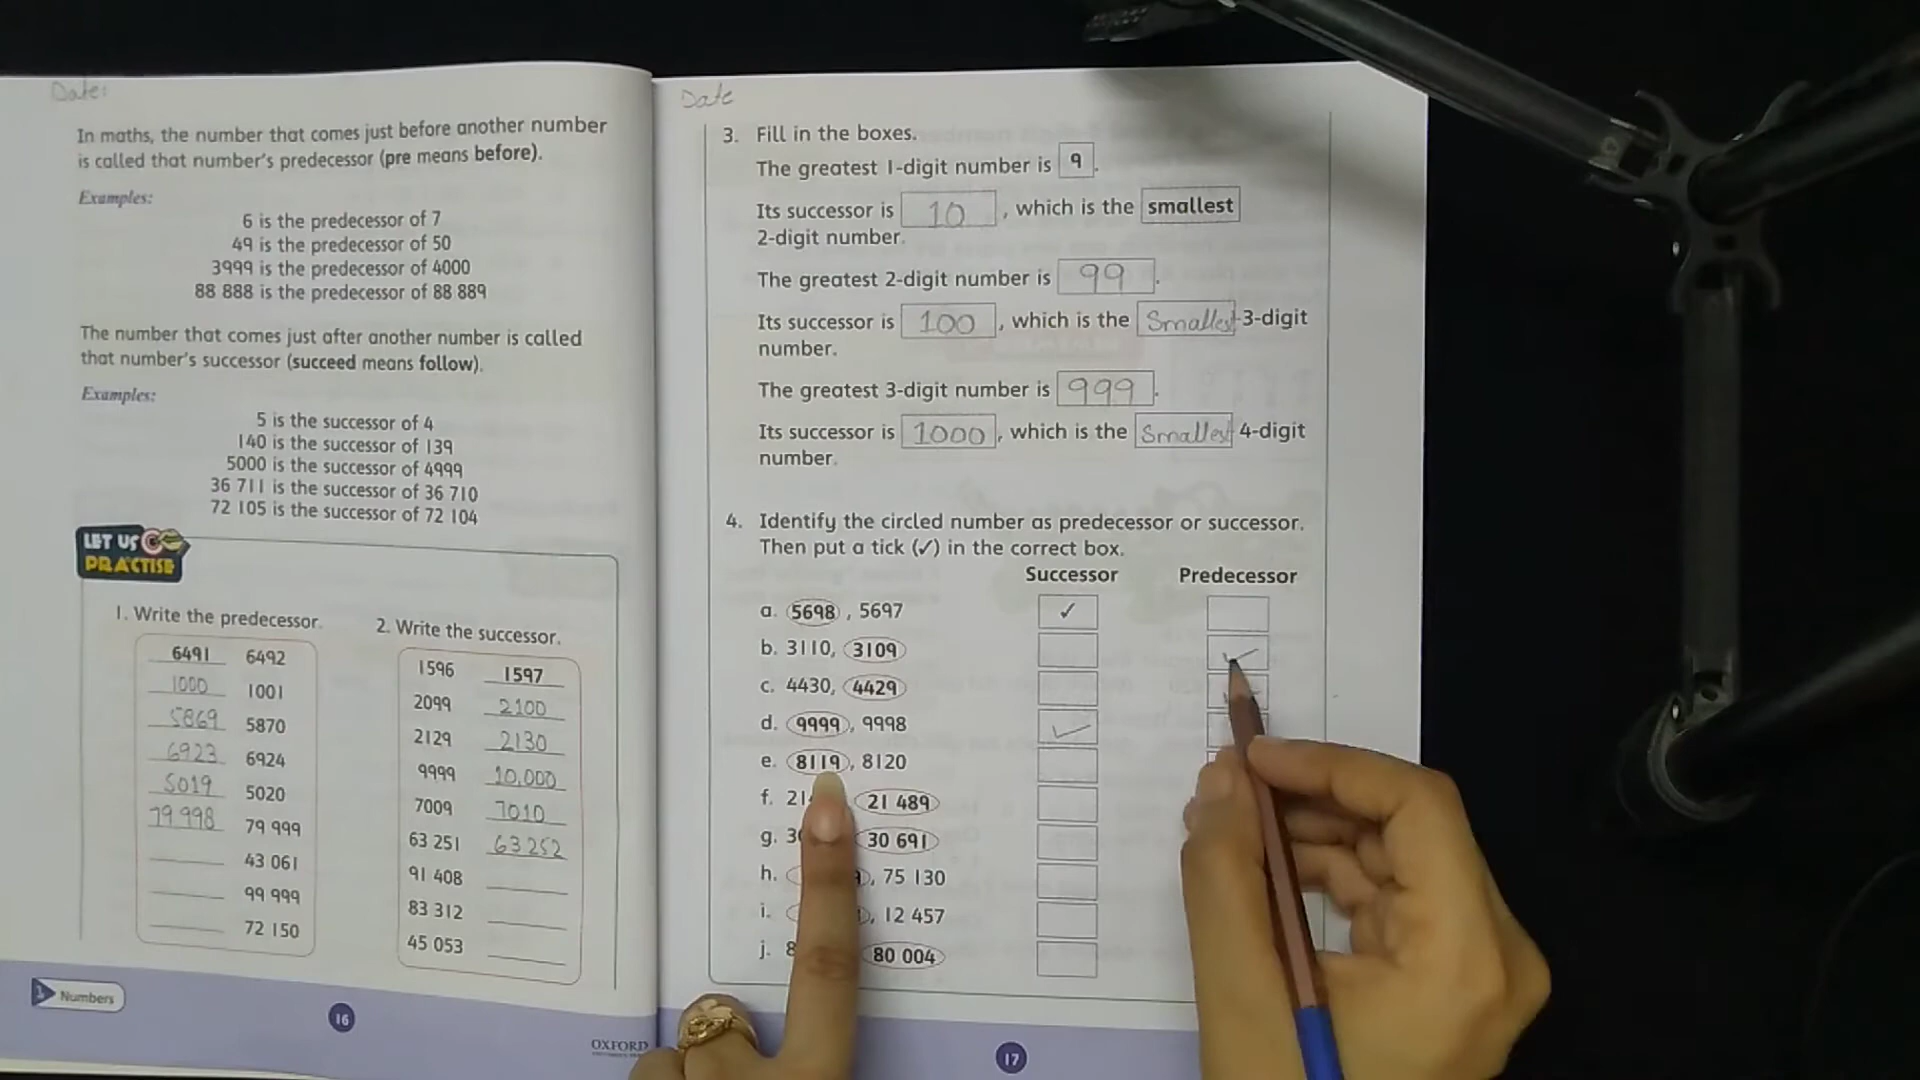 Date:
In maths, the number that comes just before another number
is called that number's predecessor (pre means before).
Examples:
6 is the predecessor of 7
49 is the predecessor of 50
3999 is the predecessor of 4000
88 888 is the predecessor of 88 889
The number that comes just after another number is called
that number's successor (succeed means follow).
Examples:
5 is the successor of 4
140 is the successor of 139
5000 is the successor of 4999
36 711 is the successor of 36 710
72 105 is the successor of 72 104
LET US
PRACTISE
1. Write the predecessor.
6491 6492
1000 1001
5869 5870
6923 6924
5019 5020
79 998 79 999
43 061
99 999
72 150
2. Write the successor.
1596 1597
2099 2100
2129 2130
9999 10,000
7009 7010
63 251 63 252
91 408
83 312
45 053
1 Numbers
16
OXFORD
Date
3. Fill in the boxes.
The greatest 1-digit number is 9.
Its successor is 10, which is the smallest
2-digit number.
The greatest 2-digit number is 99.
Its successor is 100, which is the Smallest 3-digit
number.
The greatest 3-digit number is 999.
Its successor is 1000, which is the Smallest 4-digit
number.
4. Identify the circled number as predecessor or successor.
Then put a tick (✓) in the correct box.
Successor Predecessor
a. 5698, 5697 ✓
b. 3110, 3109 ✓
c. 4430, 4429 ✓
d. 9999, 9998 ✓
e. 8119, 8120
f. 21 489
g. 30 691
h. , 75 130
i. , 12 457
j. 80 004
17